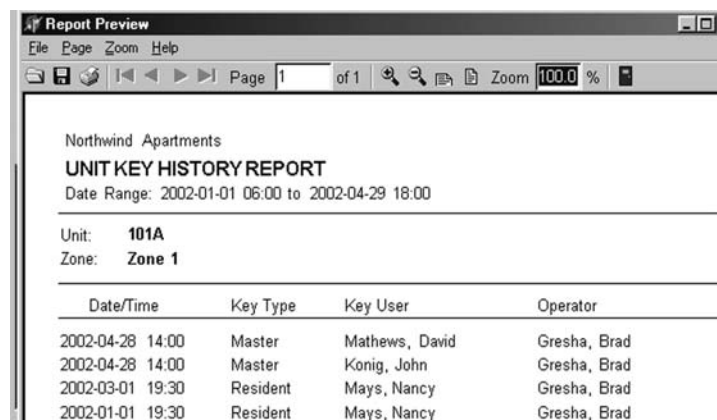 Report Preview
File Page Zoom Help
Page 1 of 1 Zoom 100.0 %
Northwind Apartments
UNIT KEY HISTORY REPORT
Date Range: 2002-01-01 06:00 to 2002-04-29 18:00
Unit: 101A
Zone: Zone 1
Date/Time Key Type Key User Operator
2002-04-28 14:00 Master Mathews, David Gresha, Brad
2002-04-28 14:00 Master Konig, John Gresha, Brad
2002-03-01 19:30 Resident Mays, Nancy Gresha, Brad
2002-01-01 19:30 Resident Mays, Nancy Gresha, Brad